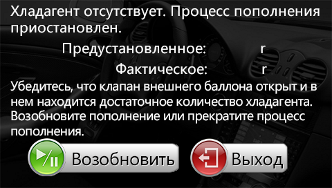 Хладагент отсутствует. Процесс пополнения
приостановлен.
Предустановленное: г
Фактическое: г
Убедитесь, что клапан внешнего баллона открыт и в
нем находится достаточное количество хладагента.
Возобновите пополнение или прекратите процесс
пополнения.
Возобновить Выход